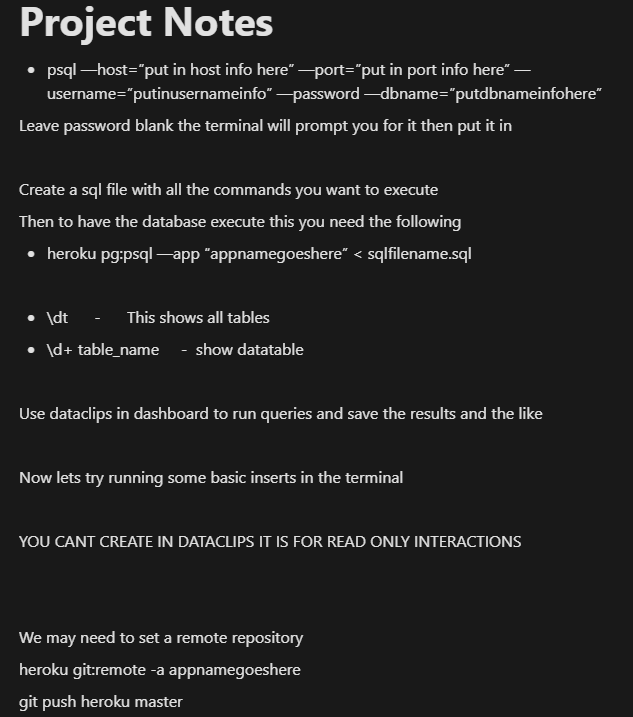 Project Notes
• psql —host=“put in host info here” —port=“put in port info here” —
username=“putinusernameinfo” —password —dbname=“putdbnameinfohere”
Leave password blank the terminal will prompt you for it then put it in
Create a sql file with all the commands you want to execute
Then to have the database execute this you need the following
• heroku pg:psql —app “appnamegoeshere” < sqlfilename.sql
• \dt - This shows all tables
• \d+ table_name - show datatable
Use dataclips in dashboard to run queries and save the results and the like
Now lets try running some basic inserts in the terminal
YOU CANT CREATE IN DATACLIPS IT IS FOR READ ONLY INTERACTIONS
We may need to set a remote repository
heroku git:remote -a appnamegoeshere
git push heroku master